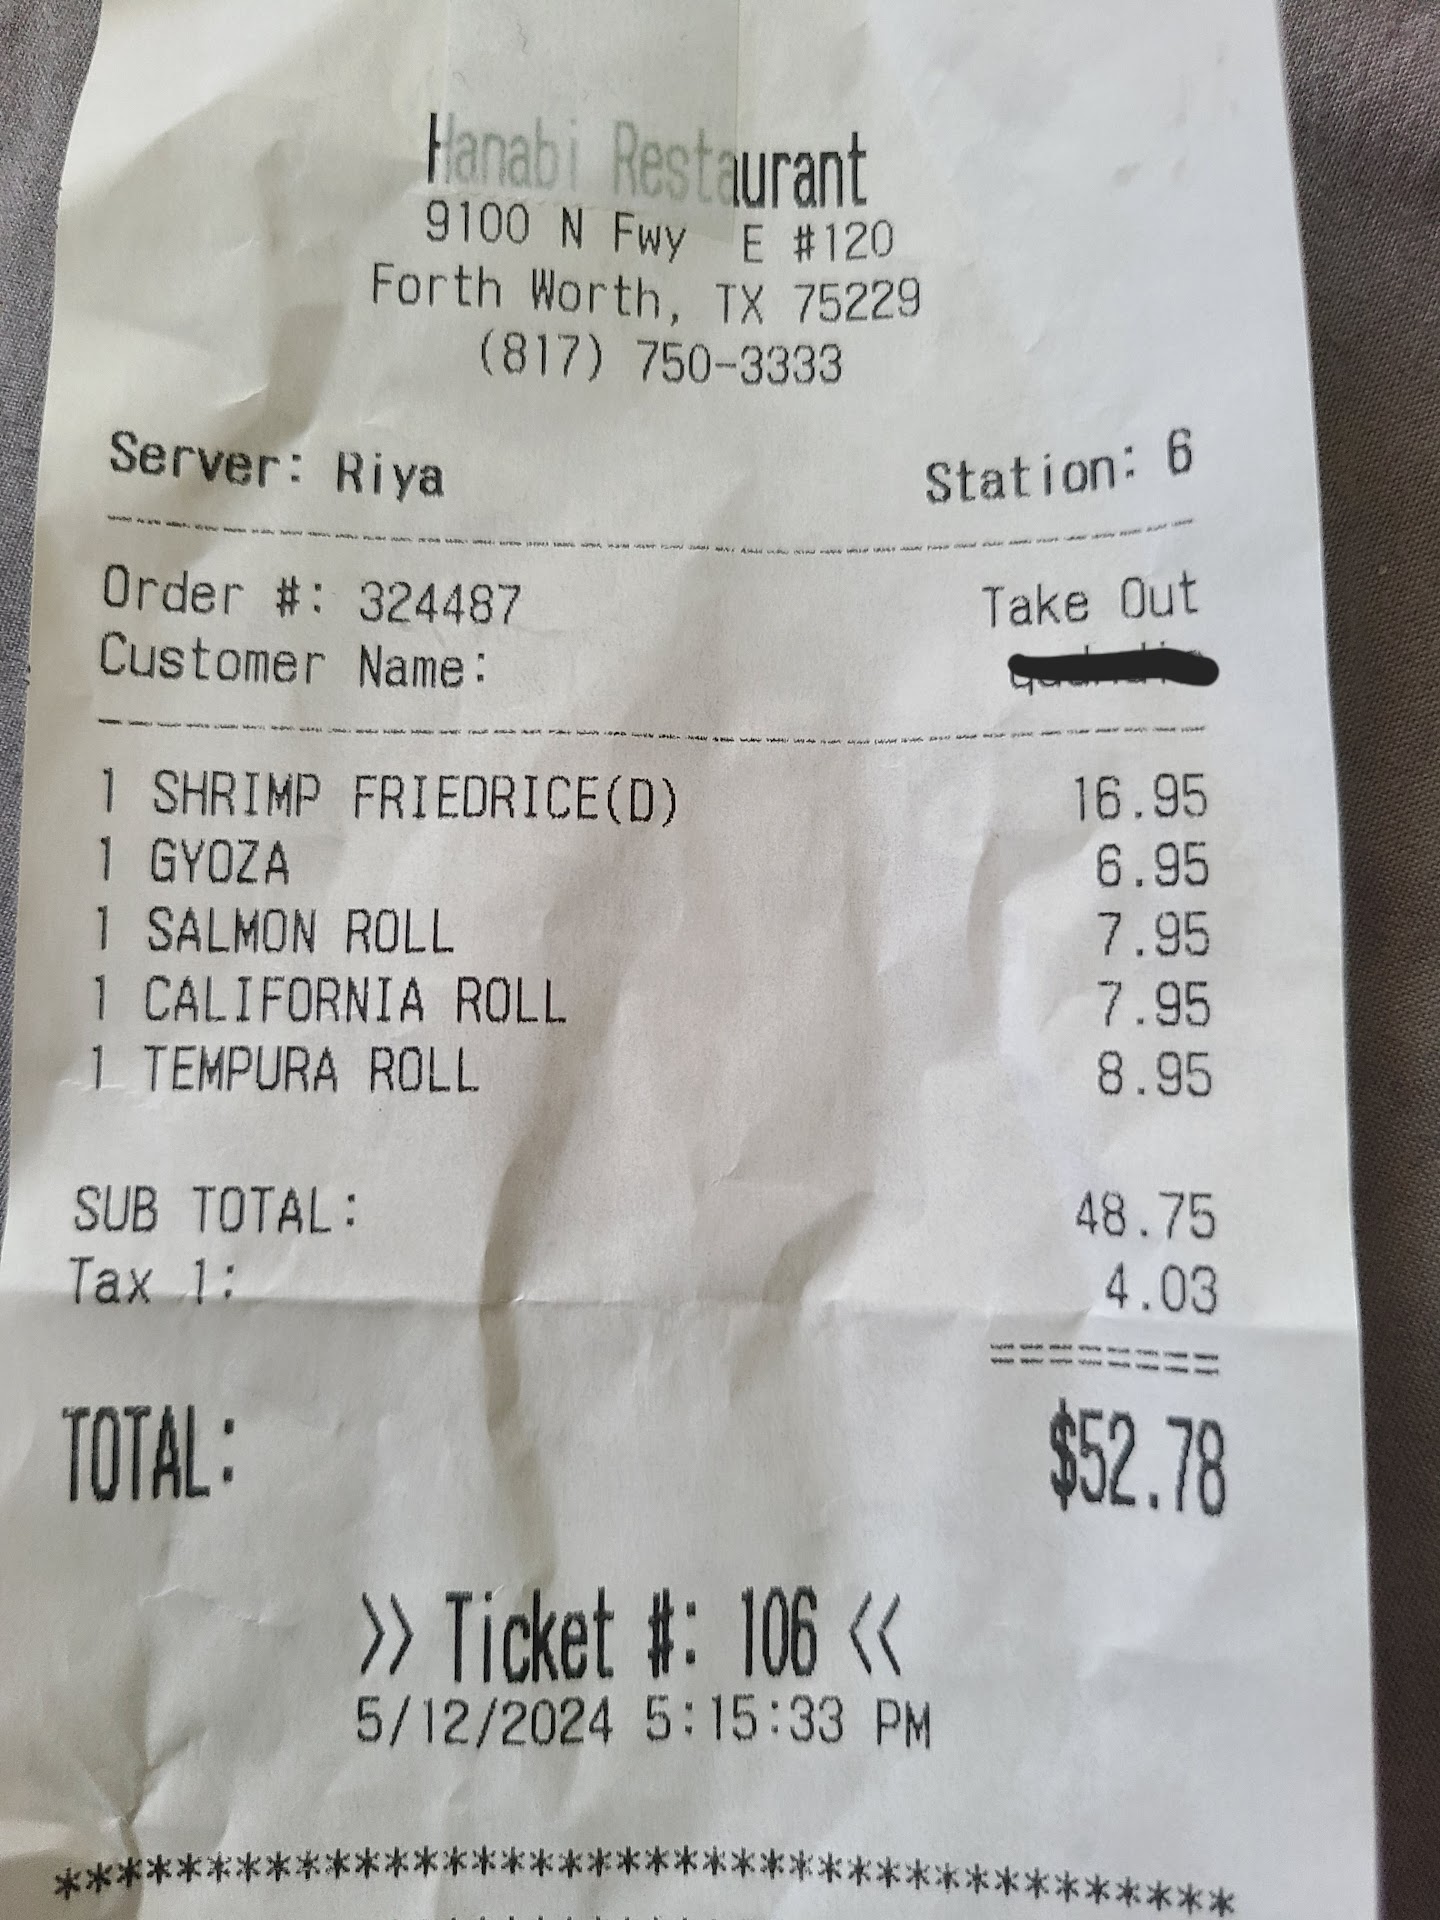 Hanabi Restaurant
9100 N Fwy E #120
Forth Worth, TX 75229
(817) 750-3333
Server: Riya Station: 6
Order #: 324487 Take Out
Customer Name:
1 SHRIMP FRIEDRICE(D) 16.95
1 GYOZA 6.95
1 SALMON ROLL 7.95
1 CALIFORNIA ROLL 7.95
1 TEMPURA ROLL 8.95
SUB TOTAL: 48.75
Tax 1: 4.03
========
TOTAL: $52.78
>> Ticket #: 106 <<
5/12/2024 5:15:33 PM
****************************************